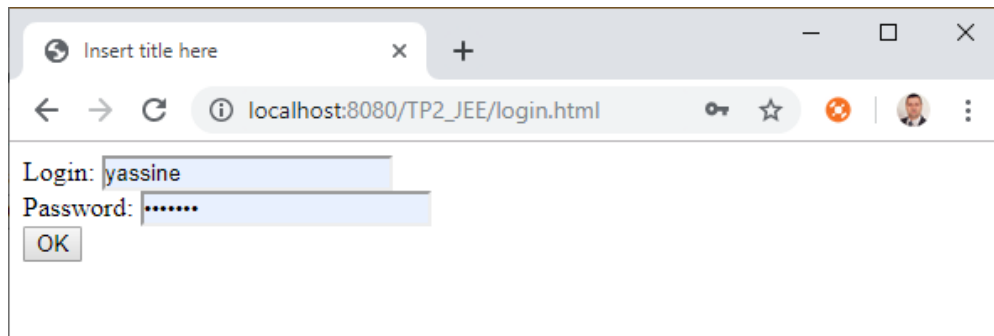 Insert title here
localhost:8080/TP2_JEE/login.html
Login: yassine
Password: •••••••
OK